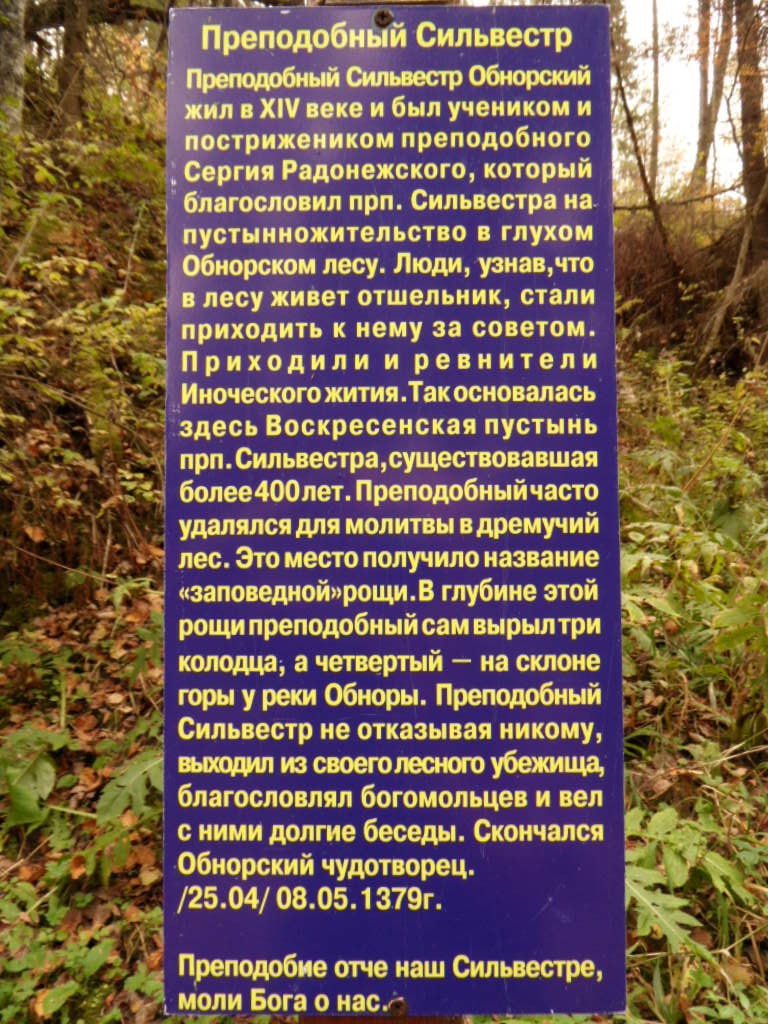 Преподобный Сильвестр
Преподобный Сильвестр Обнорский
жил в XIV веке и был учеником и
пострижеником преподобного
Сергия Радонежского, который
благословил прп. Сильвестра на
пустынножительство в глухом
Обнорском лесу. Люди, узнав,что
в лесу живет отшельник, стали
приходить к нему за советом.
Приходили и ревнители
Иноческого жития.Так основалась
здесь Воскресенская пустынь
прп.Сильвестра,существовавшая
более 400 лет. Преподобный часто
удалялся для молитвы в дремучий
лес. Это место получило название
«заповедной»рощи.В глубине этой
рощи преподобный сам вырыл три
колодца, а четвертый – на склоне
горы у реки Обноры. Преподобный
Сильвестр не отказывая никому,
выходил из своего лесного убежища,
благословлял богомольцев и вел
с ними долгие беседы. Скончался
Обнорский чудотворец.
/25.04/ 08.05.1379г.
Преподобие отче наш Сильвестре,
моли Бога о нас.